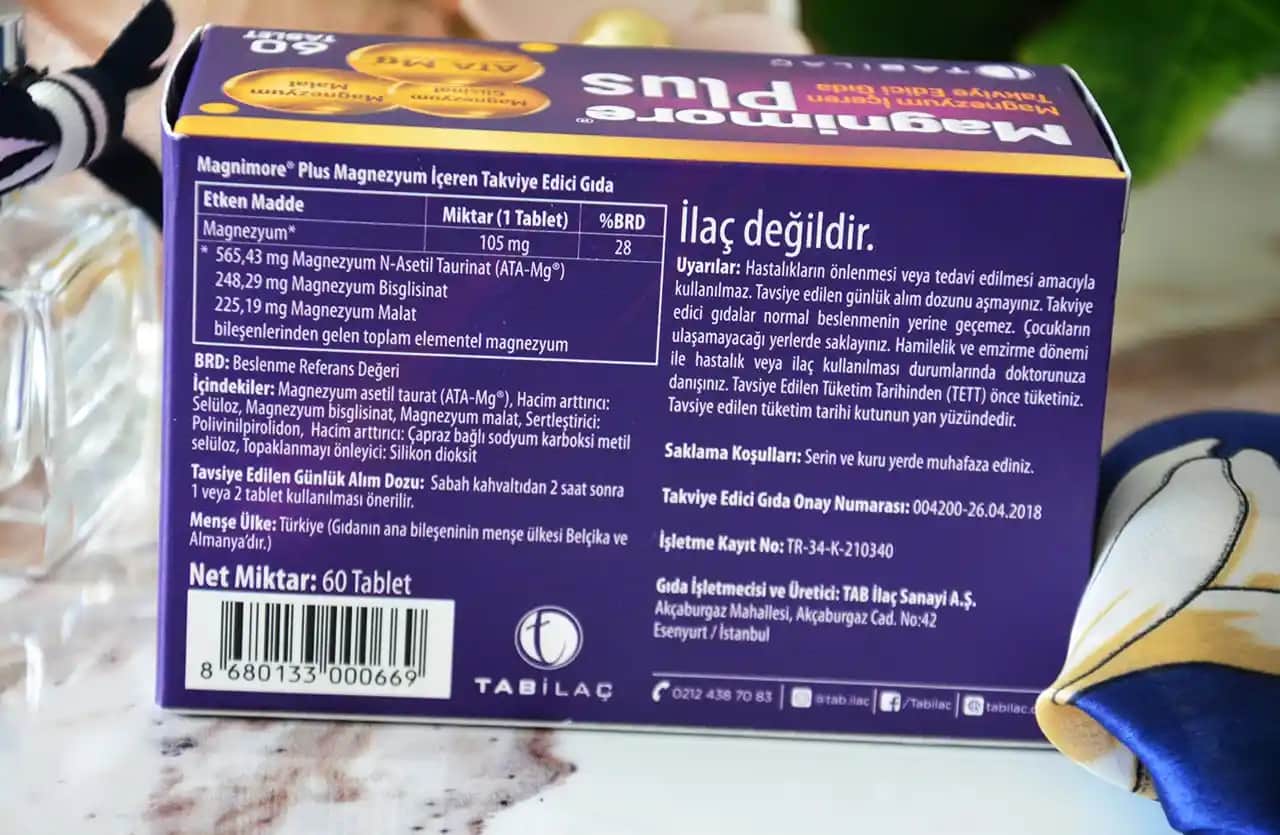 60
TABLET
ATA Mg
Magnezyum
Malat
Magnezyum
Glisinat
TABİLAÇ
Magnimore®
Plus
Magnezyum İçeren
Takviye Edici Gıda
Magnimore® Plus Magnezyum İçeren Takviye Edici Gıda
Etken Madde Miktar (1 Tablet) %BRD
Magnezyum* 105 mg 28
* 565,43 mg Magnezyum N-Asetil Taurinat (ATA-Mg®)
248,29 mg Magnezyum Bisglisinat
225,19 mg Magnezyum Malat
bileşenlerinden gelen toplam elementel magnezyum
BRD: Beslenme Referans Değeri
İçindekiler: Magnezyum asetil taurat (ATA-Mg®), Hacim arttırıcı:
Selüloz, Magnezyum bisglisinat, Magnezyum malat, Sertleştirici:
Polivinilpirolidon, Hacim arttırıcı: Çapraz bağlı sodyum karboksi metil
selüloz, Topaklanmayı önleyici: Silikon dioksit
Tavsiye Edilen Günlük Alım Dozu: Sabah kahvaltıdan 2 saat sonra
1 veya 2 tablet kullanılması önerilir.
Menşe Ülke: Türkiye (Gıdanın ana bileşeninin menşe ülkesi Belçika ve
Almanya'dır.)
Net Miktar: 60 Tablet
8 680133 000669
TABİLAÇ
İlaç değildir.
Uyarılar: Hastalıkların önlenmesi veya tedavi edilmesi amacıyla
kullanılmaz. Tavsiye edilen günlük alım dozunu aşmayınız. Takviye
edici gıdalar normal beslenmenin yerine geçemez. Çocukların
ulaşamayacağı yerlerde saklayınız. Hamilelik ve emzirme dönemi
ile hastalık veya ilaç kullanılması durumlarında doktorunuza
danışınız. Tavsiye Edilen Tüketim Tarihinden (TETT) önce tüketiniz.
Tavsiye edilen tüketim tarihi kutunun yan yüzündedir.
Saklama Koşulları: Serin ve kuru yerde muhafaza ediniz.
Takviye Edici Gıda Onay Numarası: 004200-26.04.2018
İşletme Kayıt No: TR-34-K-210340
Gıda İşletmecisi ve Üretici: TAB İlaç Sanayi A.Ş.
Akçaburgaz Mahallesi, Akçaburgaz Cad. No:42
Esenyurt / İstanbul
0212 438 70 83 | @tab.ilac | /Tabilac | tabilac.